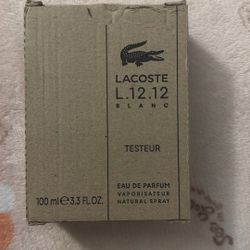 LACOSTE
L.12.12
BLANC
TESTEUR
100 ml ℮ 3.3 FL.OZ.
EAU DE PARFUM
VAPORISATEUR
NATURAL SPRAY